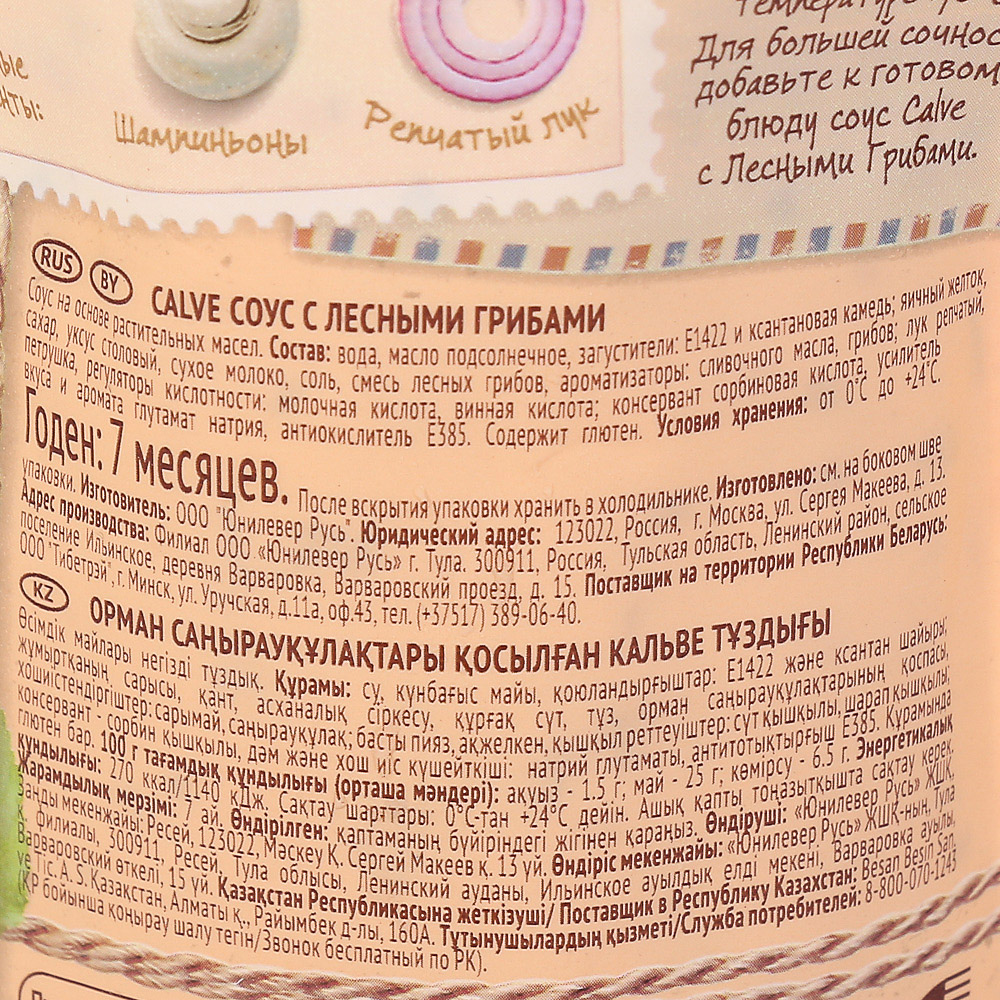 температуре
Для большей сочнос
добавьте к готовом
блюду соус Calve
с Лесными Грибами.
ные
нты:
Шампиньоны
Репчатый лук
RUS BY CALVE СОУС С ЛЕСНЫМИ ГРИБАМИ
Соус на основе растительных масел. Состав: вода, масло подсолнечное, загустители: Е1422 и ксантановая камедь; яичный желток,
сахар, уксус столовый, сухое молоко, соль, смесь лесных грибов, ароматизаторы: сливочного масла, грибов; лук репчатый,
петрушка, регуляторы кислотности: молочная кислота, винная кислота; консервант сорбиновая кислота, усилитель
вкуса и аромата глутамат натрия, антиокислитель Е385. Содержит глютен. Условия хранения: от 0°С до +24°С.
Годен: 7 месяцев. После вскрытия упаковки хранить в холодильнике. Изготовлено: см. на боковом шве
упаковки. Изготовитель: ООО "Юнилевер Русь". Юридический адрес: 123022, Россия, г. Москва, ул. Сергея Макеева, д. 13.
Адрес производства: Филиал ООО «Юнилевер Русь» г. Тула. 300911, Россия, Тульская область, Ленинский район, сельское
поселение Ильинское, деревня Варваровка, Варваровский проезд, д. 15. Поставщик на территории Республики Беларусь:
ООО "Тибетрэй", г. Минск, ул. Уручская, д.11а, оф.43, тел. (+37517) 389-06-40.
KZ ОРМАН САҢЫРАУҚҰЛАҚТАРЫ ҚОСЫЛҒАН КАЛЬВЕ ТҰЗДЫҒЫ
Өсімдік майлары негізді тұздық. Құрамы: су, күнбағыс майы, қоюландырғыштар: Е1422 және ксантан шайыры;
жұмыртқаның сарысы, қант, асханалық сіркесу, құрғақ сүт, тұз, орман саңырауқұлақтарының қоспасы,
хошиістендіргіштер: сарымай, саңырауқұлақ; басты пияз, ақжелкен, қышқыл реттеуіштер: сүт қышқылы, шарап қышқылы;
консервант - сорбин қышқылы, дәм және хош иіс күшейткіші: натрий глутаматы, антитотықтырғыш Е385. Құрамында
глютен бар. 100 г тағамдық құндылығы (орташа мәндері): ақуыз - 1.5 г; май - 25 г; көмірсу - 6.5 г. Энергетикалық
құндылығы: 270 ккал/1140 кДж. Сақтау шарттары: 0°С-тан +24°С дейін. Ашық қапты тоңазытқышта сақтау керек.
Жарамдылық мерзімі: 7 ай. Өндірілген: қаптаманың бүйіріндегі жігінен қараңыз. Өндіруші: «Юнилевер Русь» ЖШҚ,
Заңды мекенжайы: Ресей, 123022, Мәскеу К. Сергей Макеев к. 13 үй. Өндіріс мекенжайы: «Юнилевер Русь» ЖШҚ-ның Тула
қ. филиалы, 300911, Ресей, Тула облысы, Ленинский ауданы, Ильинское ауылдық елді мекені, Варваровка ауылы,
Варваровский өткелі, 15 үй. Қазақстан Республикасына жеткізуші/ Поставщик в Республику Казахстан: Besan Besin San.
ve Tic. A. S. Қазақстан, Алматы қ., Райымбек д-лы, 160А. Тұтынушылардың қызметі/Служба потребителей: 8-800-070-1143
(ҚР бойынша қоңырау шалу тегін/Звонок бесплатный по РК).